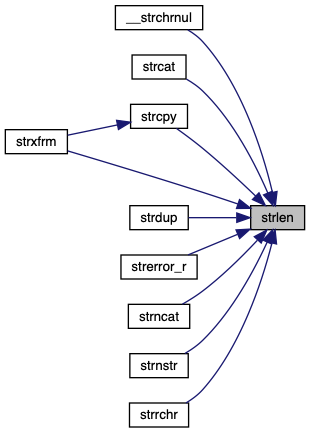 __strchrnul
strcat
strcpy
strxfrm
strlen
strdup
strerror_r
strncat
strnstr
strrchr